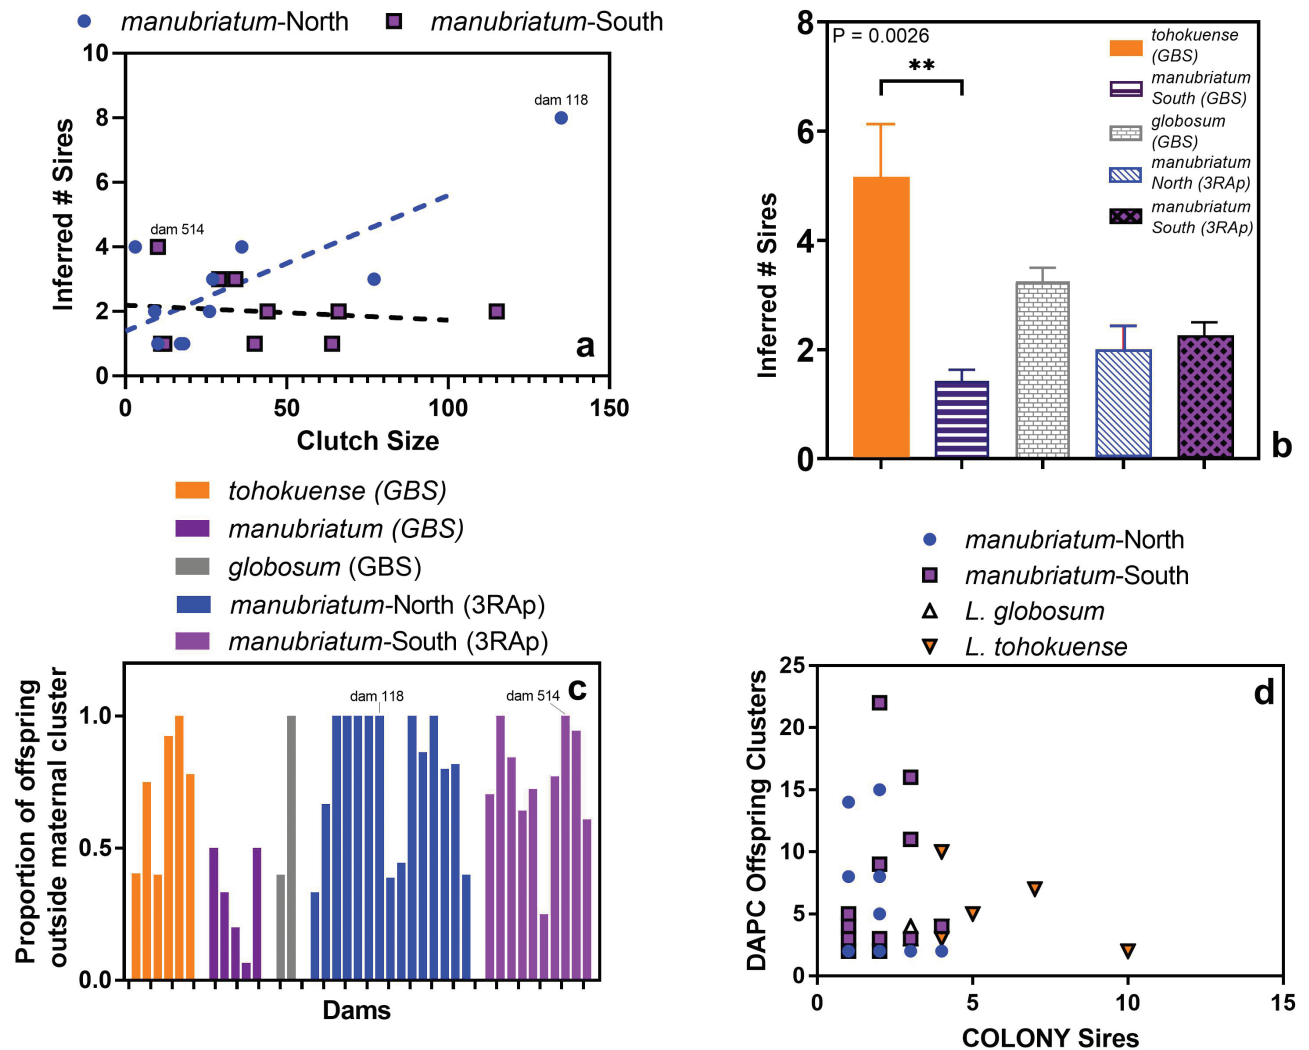 manubriatum-North
manubriatum-South
10
8
6
4
2
0
Inferred # Sires
dam 118
dam 514
a
0
50
100
150
Clutch Size
8
6
4
2
0
Inferred # Sires
P = 0.0026
**
tohokuense
(GBS)
manubriatum
South (GBS)
globosum
(GBS)
manubriatum
North (3RAp)
manubriatum
South (3RAp)
b
tohokuense (GBS)
manubriatum (GBS)
globosum (GBS)
manubriatum-North (3RAp)
manubriatum-South (3RAp)
Proportion of offspring
outside maternal cluster
1.0
0.5
0.0
dam 118
dam 514
c
Dams
manubriatum-North
manubriatum-South
L. globosum
L. tohokuense
DAPC Offspring Clusters
25
20
15
10
5
0
d
0
5
10
15
COLONY Sires